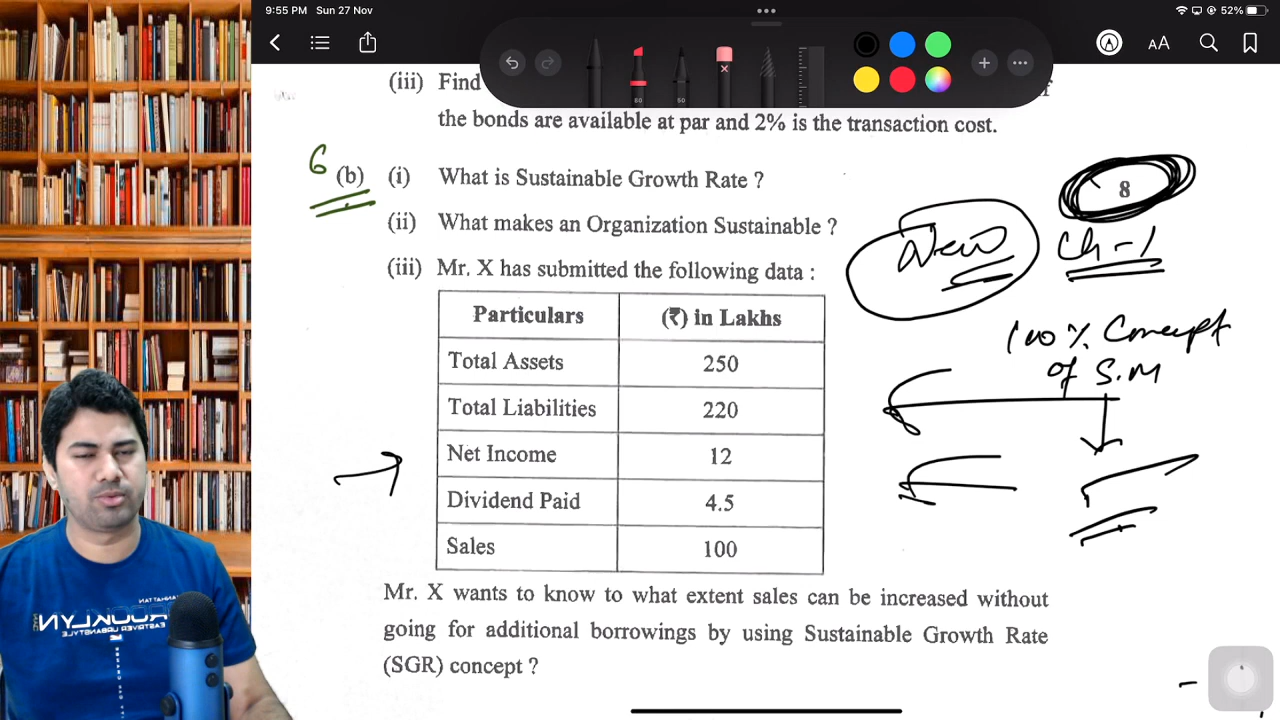 9:55 PM Sun 27 Nov
52%
AA
80
50
(iii) Find
the bonds are available at par and 2% is the transaction cost.
6
(b) (i) What is Sustainable Growth Rate ?
8
(ii) What makes an Organization Sustainable ?
New
Ch-1
(iii) Mr. X has submitted the following data :
Particulars (₹) in Lakhs
Total Assets 250
Total Liabilities 220
Net Income 12
Dividend Paid 4.5
Sales 100
100% Concept
of S.M
Mr. X wants to know to what extent sales can be increased without
going for additional borrowings by using Sustainable Growth Rate
(SGR) concept ?